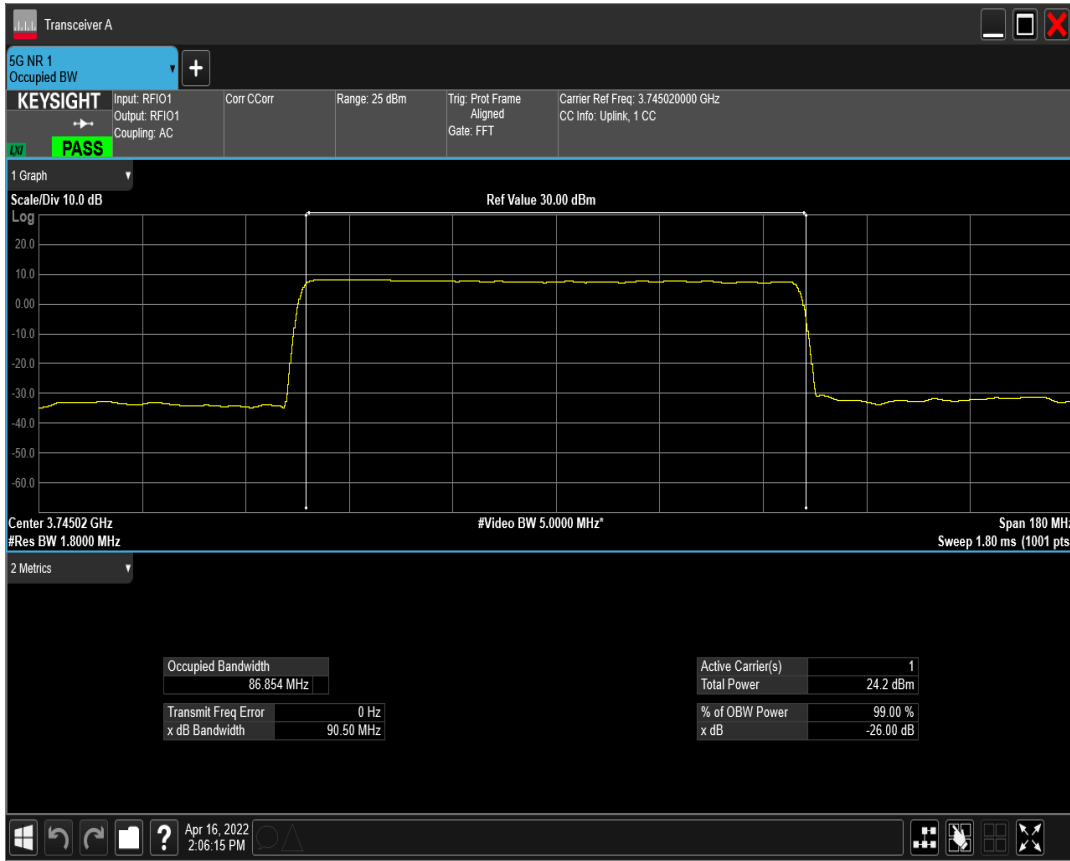 Transceiver A
5G NR 1
Occupied BW
+
KEYSIGHT
LXI
PASS
Input: RFIO1
Output: RFIO1
Coupling: AC
Corr CCorr
Range: 25 dBm
Trig: Prot Frame
Aligned
Gate: FFT
Carrier Ref Freq: 3.745020000 GHz
CC Info: Uplink, 1 CC
1 Graph
Scale/Div 10.0 dB
Ref Value 30.00 dBm
Log
20.0
10.0
0.00
-10.0
-20.0
-30.0
-40.0
-50.0
-60.0
Center 3.74502 GHz
#Video BW 5.0000 MHz*
Span 180 MHz
#Res BW 1.8000 MHz
Sweep 1.80 ms (1001 pts
2 Metrics
Occupied Bandwidth
86.854 MHz
Transmit Freq Error 0 Hz
x dB Bandwidth 90.50 MHz
Active Carrier(s) 1
Total Power 24.2 dBm
% of OBW Power 99.00 %
x dB -26.00 dB
?
Apr 16, 2022
2:06:15 PM